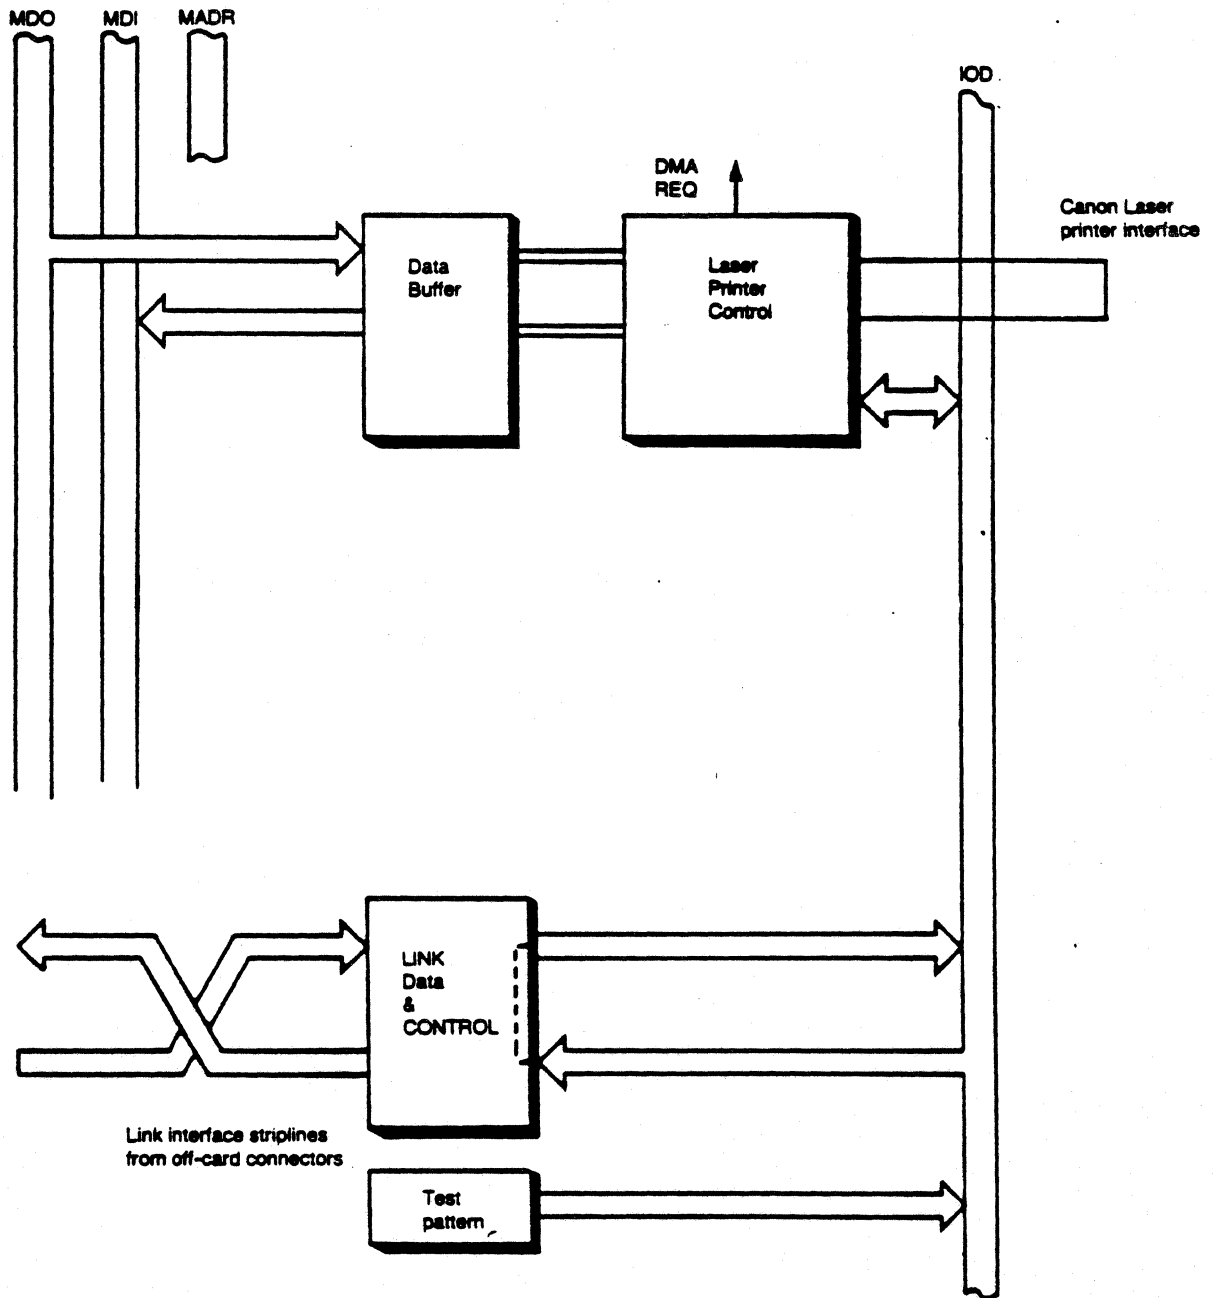 MDO
MDI
MADR
IOD
DMA
REQ
Canon Laser
printer interface
Data
Buffer
Laser
Printer
Control
LINK
Data
&
CONTROL
Link interface striplines
from off-card connectors
Test
pattern